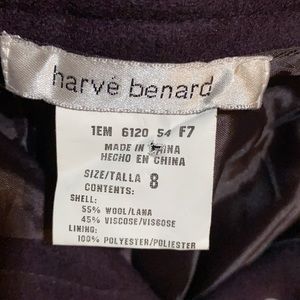 harvé benard
1EM 6120 54 F7
MADE IN CHINA
HECHO EN CHINA
SIZE/TALLA 8
CONTENTS:
SHELL:
55% WOOL/LANA
45% VISCOSE/VISCOSE
LINING:
100% POLYESTER/POLIESTER